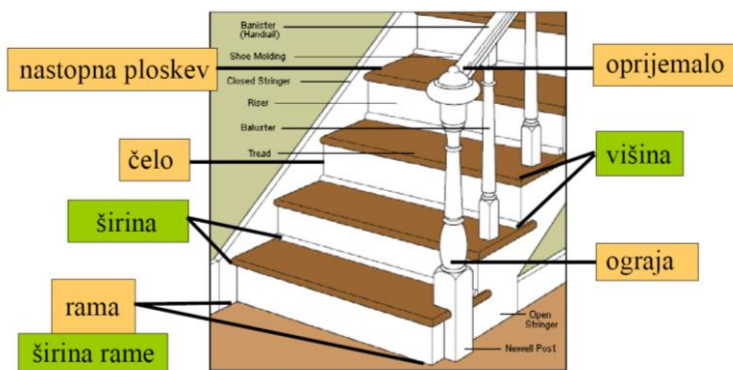 nastopna ploskev
čelo
širina
rama
širina rame
Banister
(Handrail)
Shoe Molding
Closed Stringer
Riser
Baluster
Tread
Open
Stringer
Newell Post
oprijemalo
višina
ograja